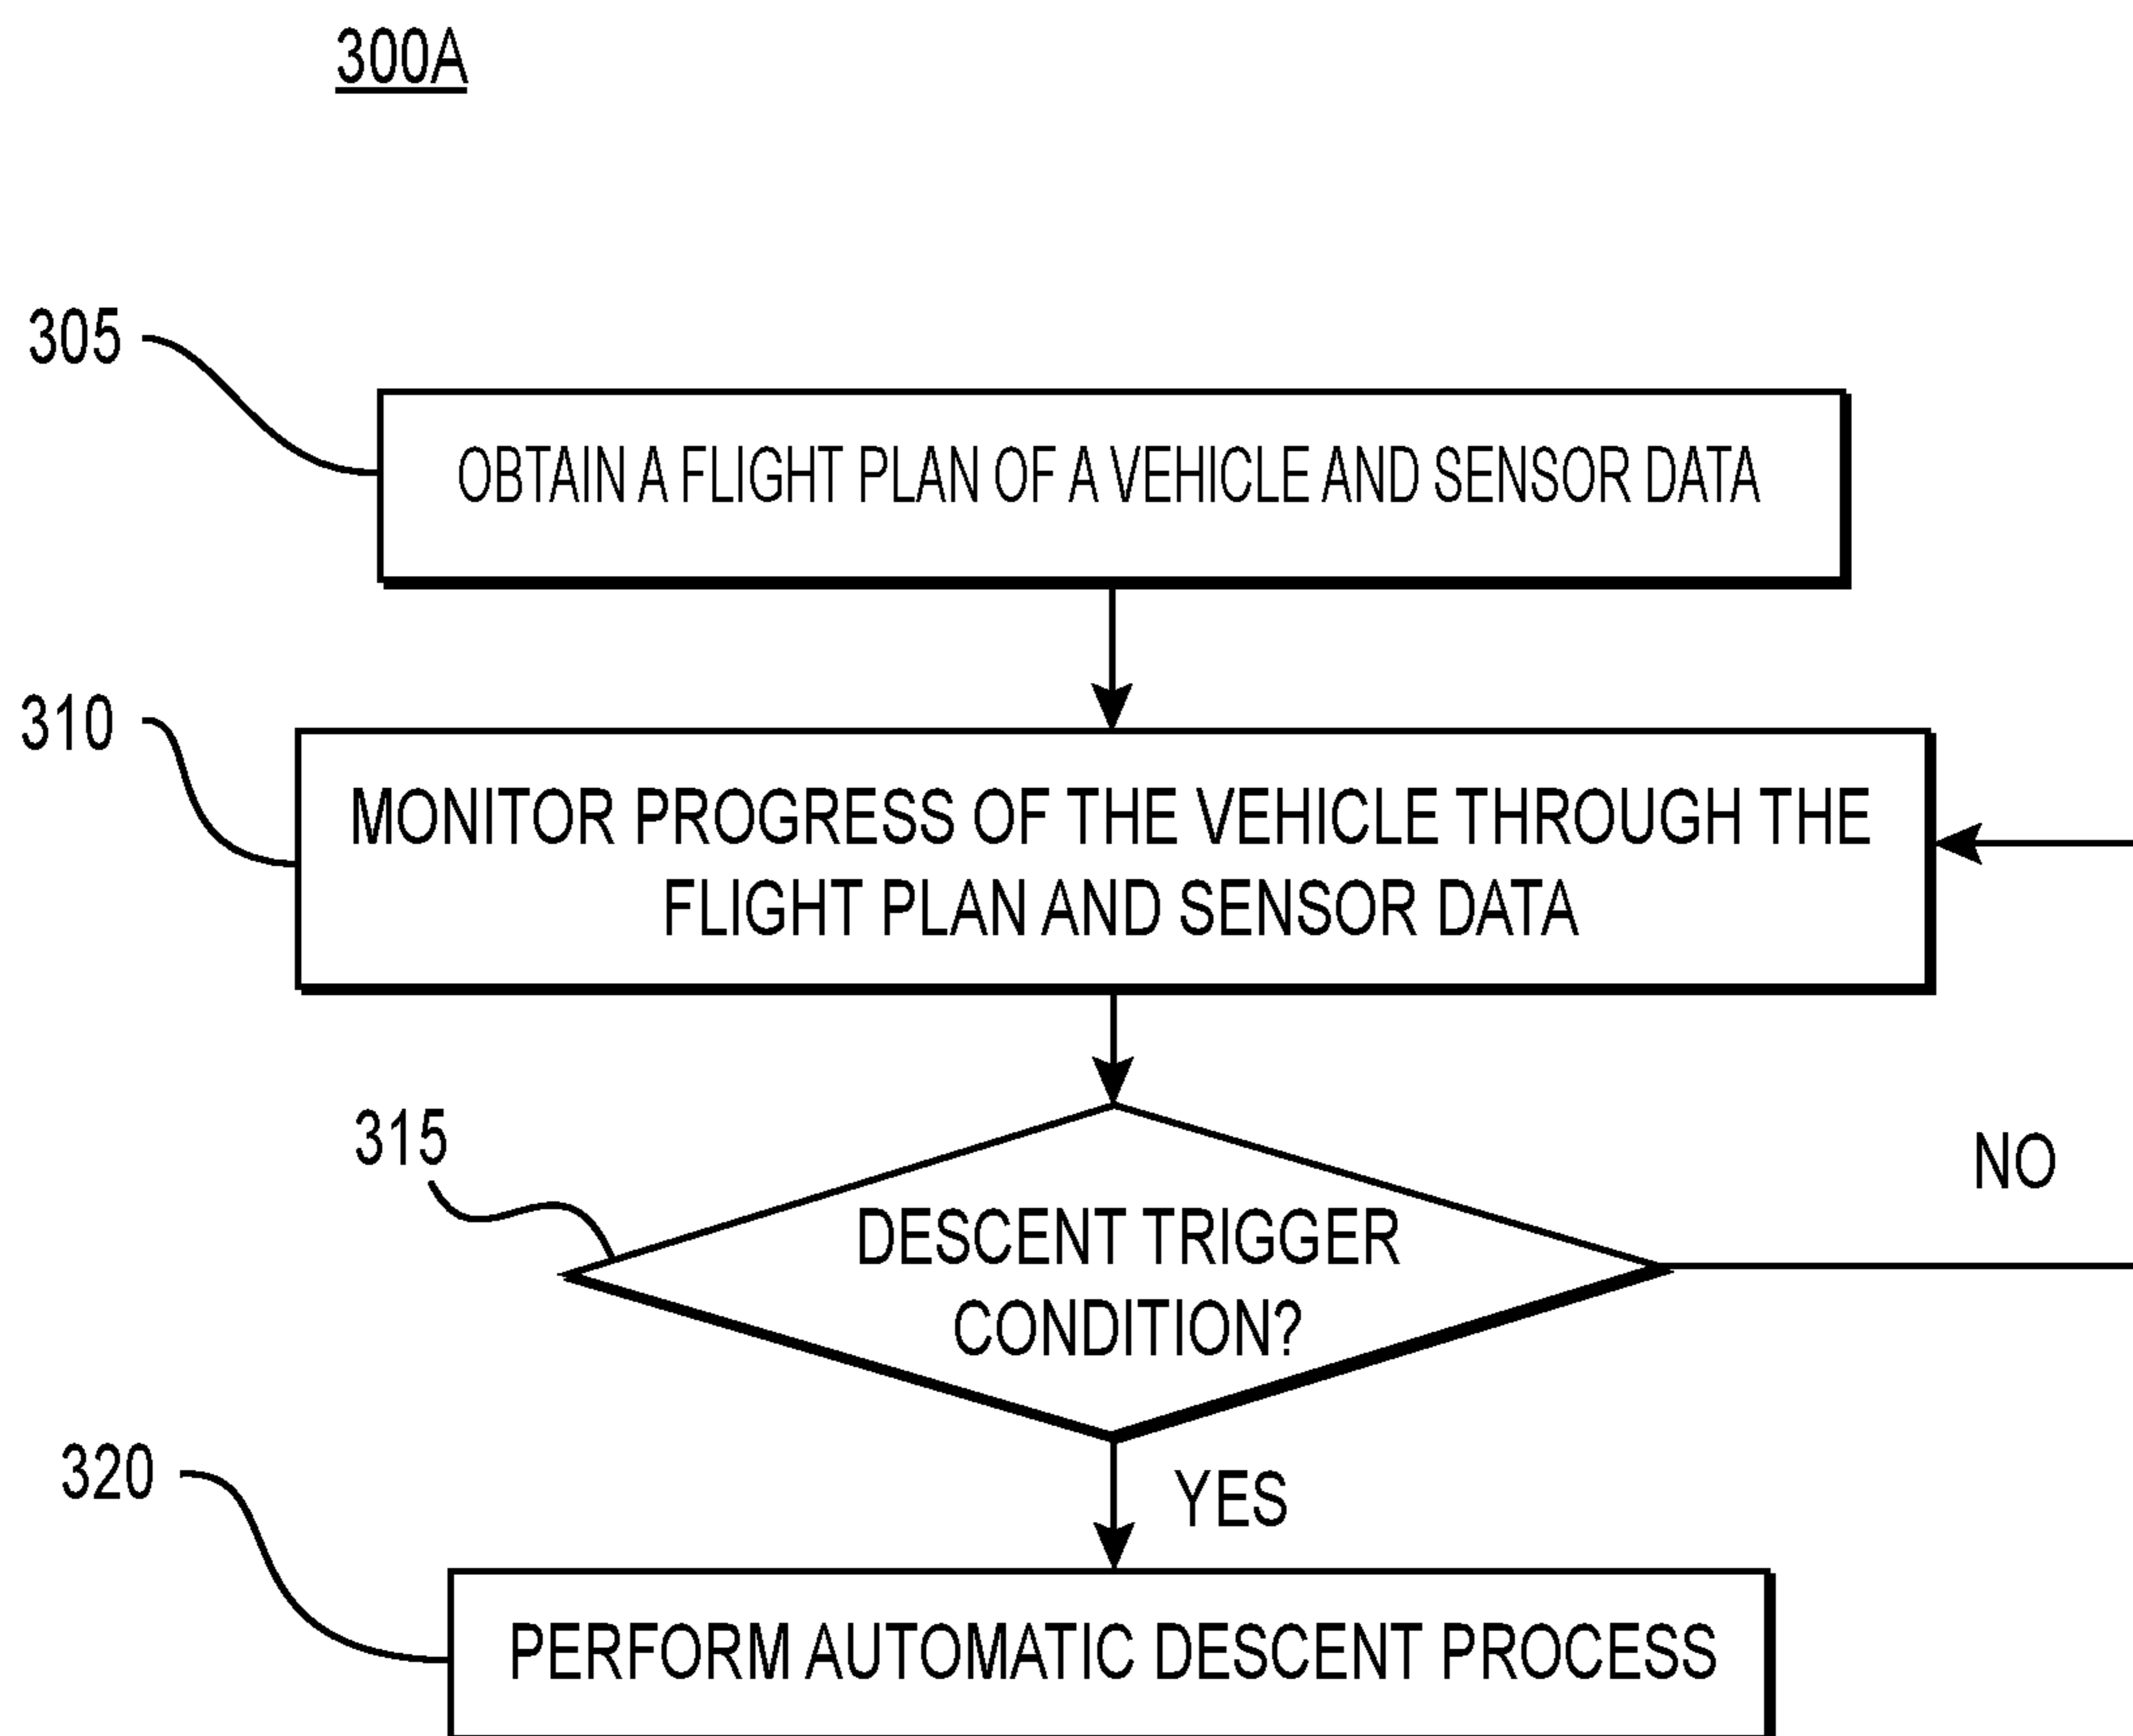 300A
305
OBTAIN A FLIGHT PLAN OF A VEHICLE AND SENSOR DATA
310
MONITOR PROGRESS OF THE VEHICLE THROUGH THE
FLIGHT PLAN AND SENSOR DATA
315
DESCENT TRIGGER
CONDITION?
NO
YES
320
PERFORM AUTOMATIC DESCENT PROCESS